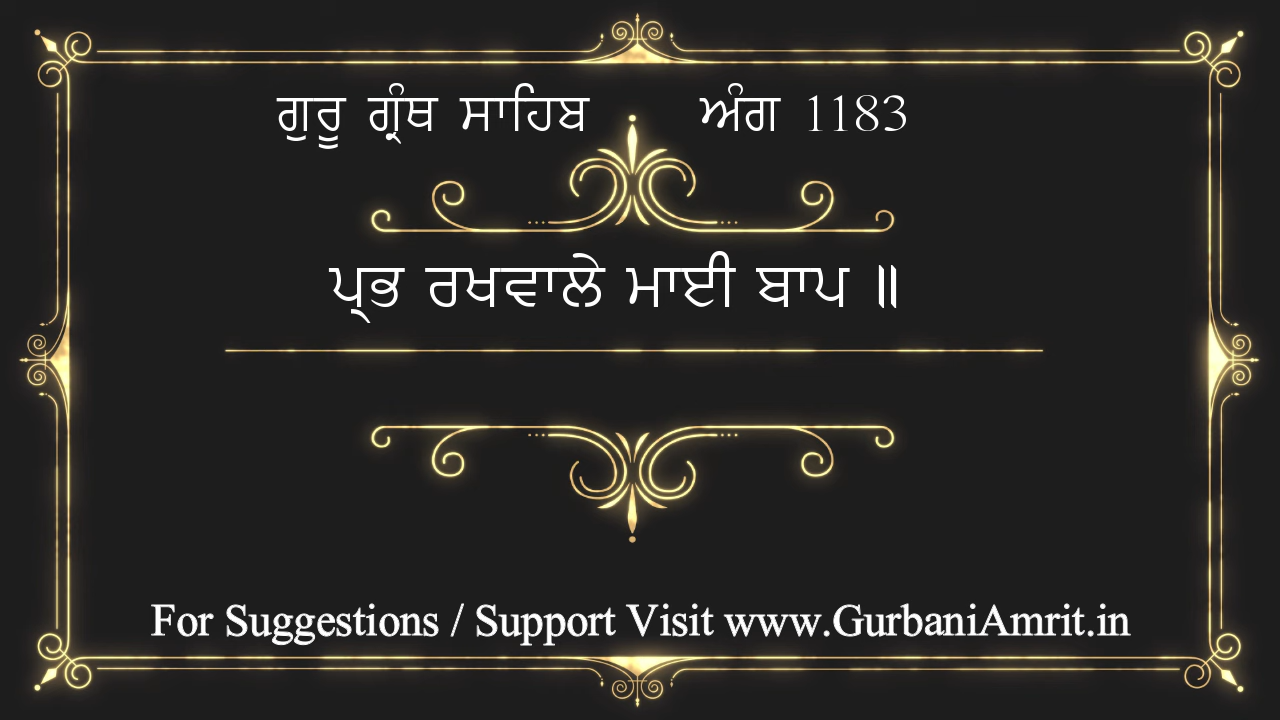 ਗੁਰੂ ਗ੍ਰੰਥ ਸਾਹਿਬ ਅੰਗ 1183
ਪ੍ਰਭ ਰਖਵਾਲੇ ਮਾਈ ਬਾਪ ॥
For Suggestions / Support Visit www.GurbaniAmrit.in